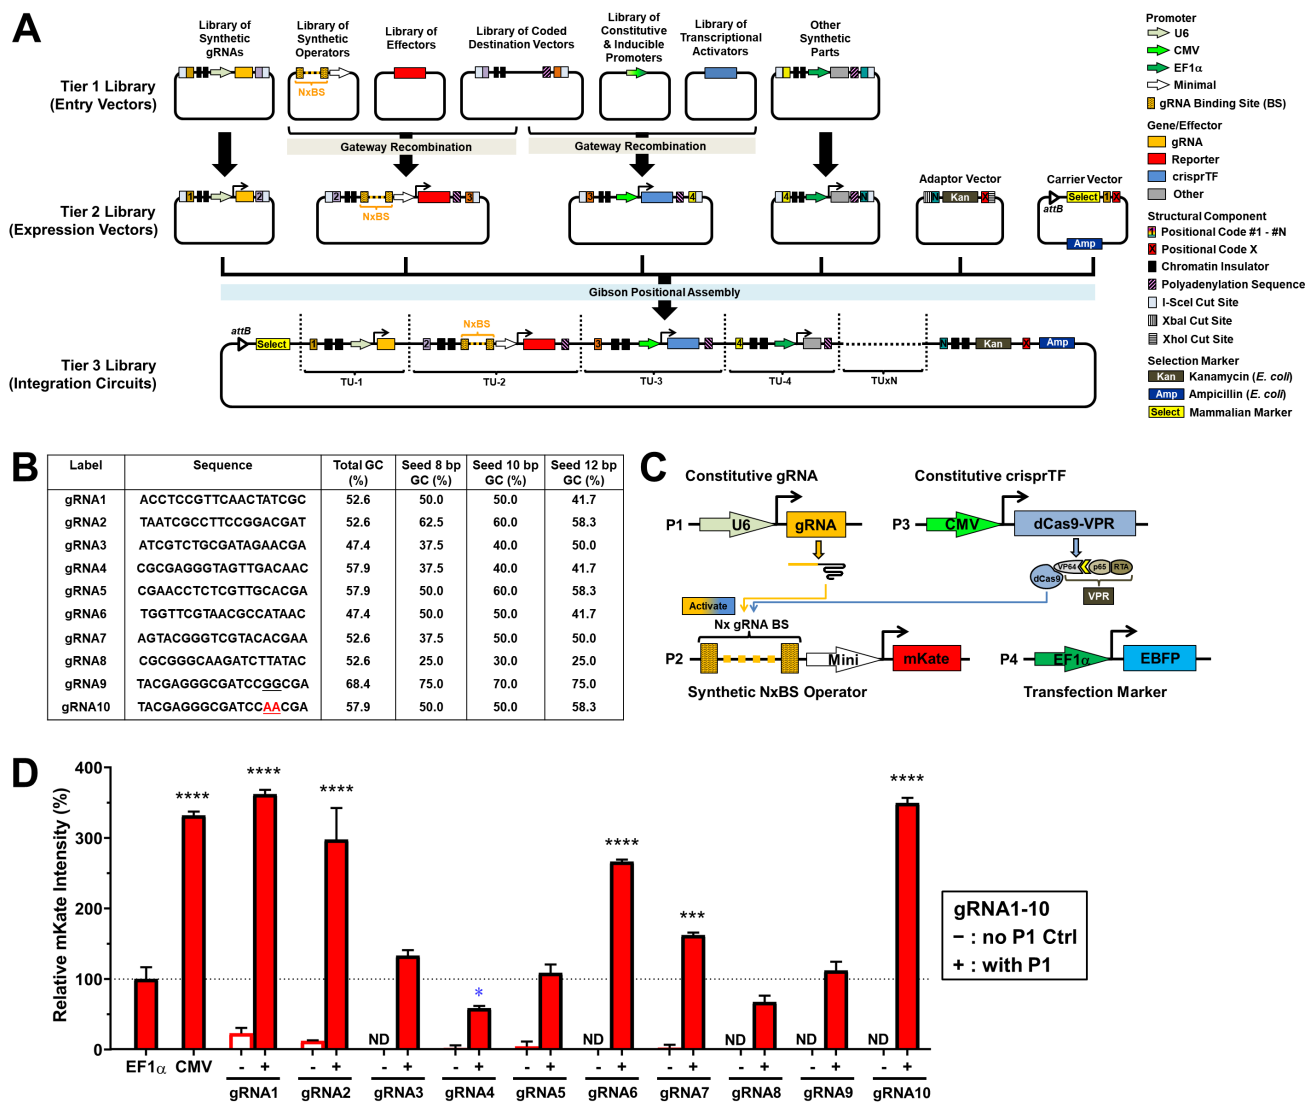 A
Library of
Synthetic
gRNAs
Library of
Synthetic
Operators
Library of
Effectors
Library of Coded
Destination Vectors
Library of
Constitutive
& Inducible
Promoters
Library of
Transcriptional
Activators
Other
Synthetic
Parts
Tier 1 Library
(Entry Vectors)
NxBS
Gateway Recombination
Gateway Recombination
Tier 2 Library
(Expression Vectors)
1
2
2
NxBS
3
3
4
4
N
Adaptor Vector
N
Kan
X
Carrier Vector
attB
Select
1
X
Amp
Gibson Positional Assembly
Tier 3 Library
(Integration Circuits)
attB
Select
1
2
NxBS
3
4
N
Kan
X
Amp
TU-1
TU-2
TU-3
TU-4
TUxN
Promoter
U6
CMV
EF1α
Minimal
gRNA Binding Site (BS)
Gene/Effector
gRNA
Reporter
crisprTF
Other
Structural Component
1 Positional Code #1 - #N
X Positional Code X
Chromatin Insulator
Polyadenylation Sequence
I-SceI Cut Site
XbaI Cut Site
XhoI Cut Site
Selection Marker
Kan Kanamycin (E. coli)
Amp Ampicillin (E. coli)
Select Mammalian Marker
B
Label Sequence Total GC (%) Seed 8 bp GC (%) Seed 10 bp GC (%) Seed 12 bp GC (%)
gRNA1 ACCTCCGTTCAACTATCGC 52.6 50.0 50.0 41.7
gRNA2 TAATCGCCTTCCGGACGAT 52.6 62.5 60.0 58.3
gRNA3 ATCGTCTGCGATAGAACGA 47.4 37.5 40.0 50.0
gRNA4 CGCGAGGGTAGTTGACAAC 57.9 37.5 40.0 41.7
gRNA5 CGAACCTCTCGTTGCACGA 57.9 50.0 60.0 58.3
gRNA6 TGGTTCGTAACGCCATAAC 47.4 50.0 50.0 41.7
gRNA7 AGTACGGGTCGTACACGAA 52.6 37.5 50.0 50.0
gRNA8 CGCGGGCAAGATCTTATAC 52.6 25.0 30.0 25.0
gRNA9 TACGAGGGCGATCCGGCGA 68.4 75.0 70.0 75.0
gRNA10 TACGAGGGCGATCCAACGA 57.9 50.0 50.0 58.3
C
Constitutive gRNA
P1
U6
gRNA
Constitutive crisprTF
P3
CMV
dCas9-VPR
dCas9
VP64
p65
RTA
VPR
Activate
Nx gRNA BS
P2
Mini
mKate
Synthetic NxBS Operator
P4
EF1α
EBFP
Transfection Marker
D
Relative mKate Intensity (%)
400
300
200
100
0
****
****
****
ND
*
ND
****
***
ND
ND
ND
****
EF1α CMV - + - + - + - + - + - + - + - + - + - +
gRNA1 gRNA2 gRNA3 gRNA4 gRNA5 gRNA6 gRNA7 gRNA8 gRNA9 gRNA10
gRNA1-10
− : no P1 Ctrl
+ : with P1